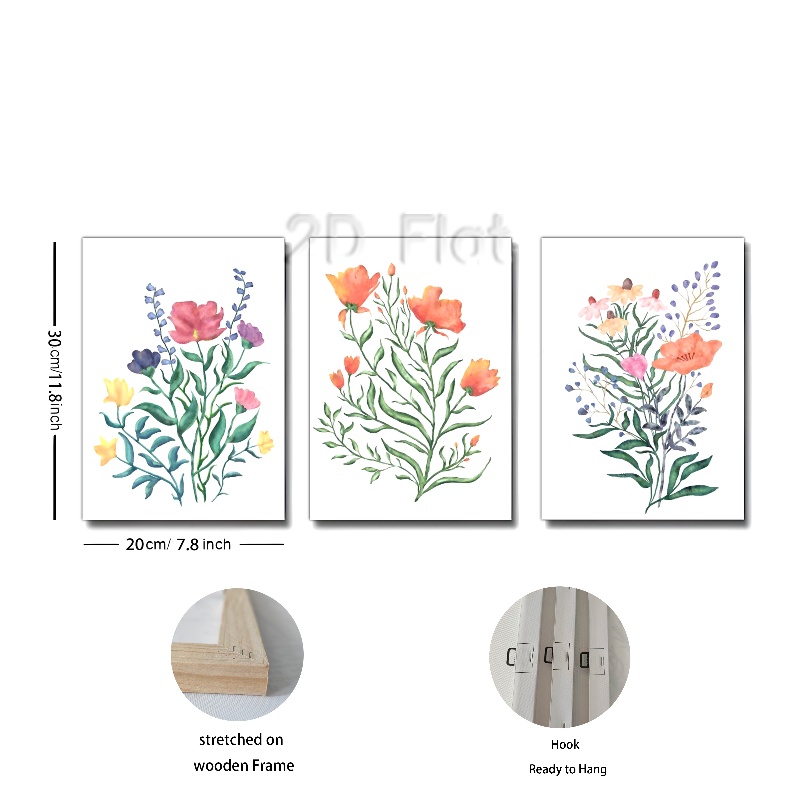 2D Flat
30cm/11.8inch
20cm/ 7.8 inch
stretched on
wooden Frame
Hook
Ready to Hang